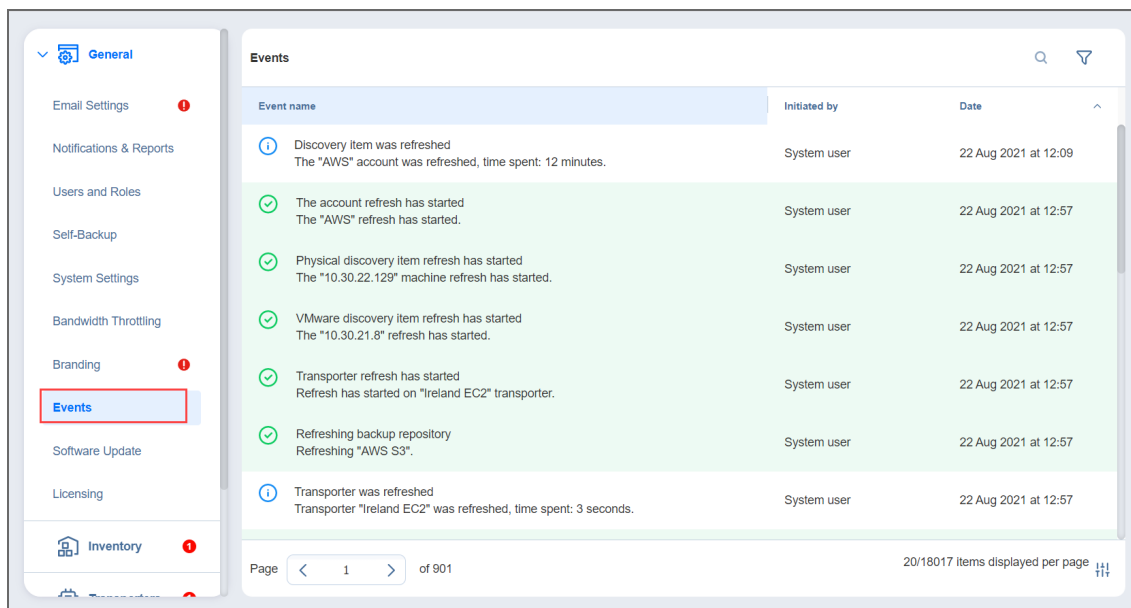 General
Email Settings
Notifications & Reports
Users and Roles
Self-Backup
System Settings
Bandwidth Throttling
Branding
Events
Software Update
Licensing
Inventory 1
Events
Event name Initiated by Date
Discovery item was refreshed
The "AWS" account was refreshed, time spent: 12 minutes.
System user 22 Aug 2021 at 12:09
The account refresh has started
The "AWS" refresh has started.
System user 22 Aug 2021 at 12:57
Physical discovery item refresh has started
The "10.30.22.129" machine refresh has started.
System user 22 Aug 2021 at 12:57
VMware discovery item refresh has started
The "10.30.21.8" refresh has started.
System user 22 Aug 2021 at 12:57
Transporter refresh has started
Refresh has started on "Ireland EC2" transporter.
System user 22 Aug 2021 at 12:57
Refreshing backup repository
Refreshing "AWS S3".
System user 22 Aug 2021 at 12:57
Transporter was refreshed
Transporter "Ireland EC2" was refreshed, time spent: 3 seconds.
System user 22 Aug 2021 at 12:57
Page 1 of 901
20/18017 items displayed per page